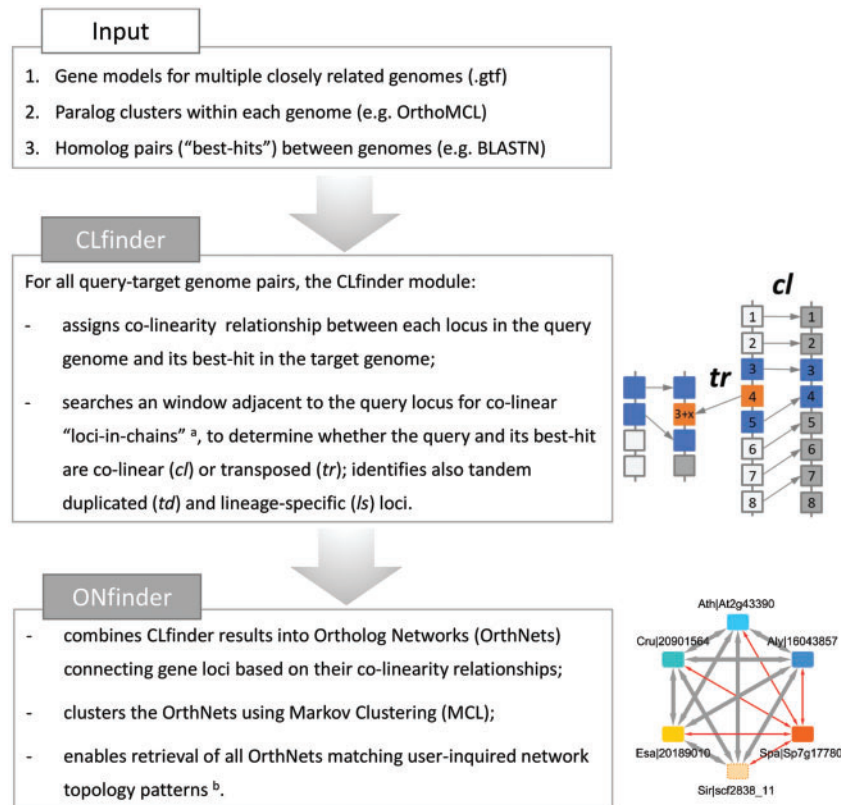 Input
1. Gene models for multiple closely related genomes (.gtf)
2. Paralog clusters within each genome (e.g. OrthoMCL)
3. Homolog pairs (“best-hits”) between genomes (e.g. BLASTN)
CLfinder
For all query-target genome pairs, the CLfinder module:
- assigns co-linearity relationship between each locus in the query
genome and its best-hit in the target genome;
- searches an window adjacent to the query locus for co-linear
“loci-in-chains” a, to determine whether the query and its best-hit
are co-linear (cl) or transposed (tr); identifies also tandem
duplicated (td) and lineage-specific (ls) loci.
cl
tr
1 1
2 2
3 3
3+x 4 4
5 5
6 6
7 7
8 8
ONfinder
- combines CLfinder results into Ortholog Networks (OrthNets)
connecting gene loci based on their co-linearity relationships;
- clusters the OrthNets using Markov Clustering (MCL);
- enables retrieval of all OrthNets matching user-inquired network
topology patterns b.
Ath|At2g43390
Cru|20901564 Aly|16043857
Esa|20189010 Spa|Sp7g17780
Sir|scf2838_11